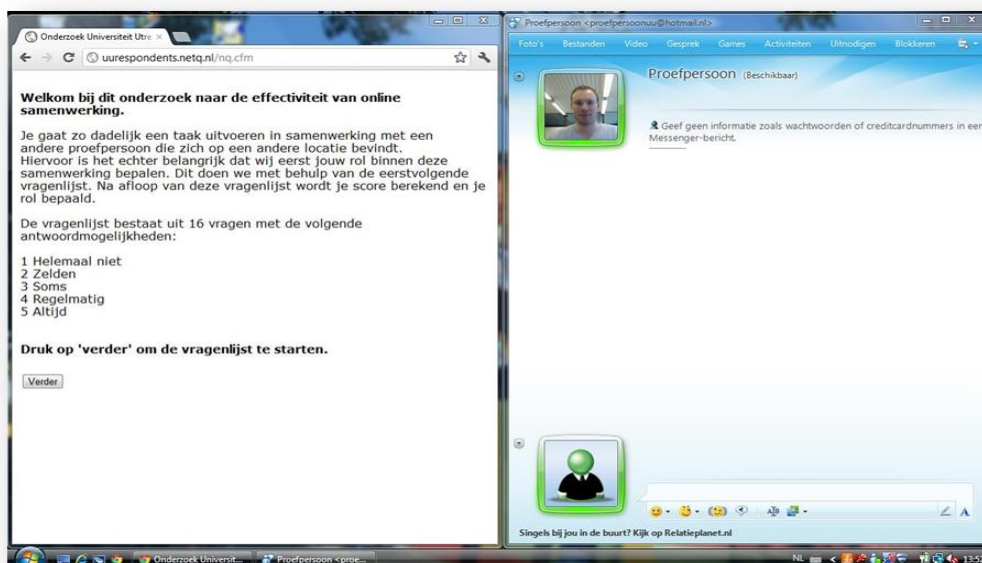 Onderzoek Universiteit Utre
uurespondents.netq.nl/nq.cfm
Welkom bij dit onderzoek naar de effectiviteit van online
samenwerking.
Je gaat zo dadelijk een taak uitvoeren in samenwerking met een
andere proefpersoon die zich op een andere locatie bevindt.
Hiervoor is het echter belangrijk dat wij eerst jouw rol binnen deze
samenwerking bepalen. Dit doen we met behulp van de eerstvolgende
vragenlijst. Na afloop van deze vragenlijst wordt je score berekend en je
rol bepaald.
De vragenlijst bestaat uit 16 vragen met de volgende
antwoordmogelijkheden:
1 Helemaal niet
2 Zelden
3 Soms
4 Regelmatig
5 Altijd
Druk op 'verder' om de vragenlijst te starten.
Verder
Proefpersoon <proefpersoonuu@hotmail.nl>
Foto's Bestanden Video Gesprek Games Activiteiten Uitnodigen Blokkeren
Proefpersoon (Beschikbaar)
Geef geen informatie zoals wachtwoorden of creditcardnummers in een
Messenger-bericht.
Singels bij jou in de buurt? Kijk op Relatieplanet.nl
Onderzoek Universit... Proefpersoon <proe... NL 13:57